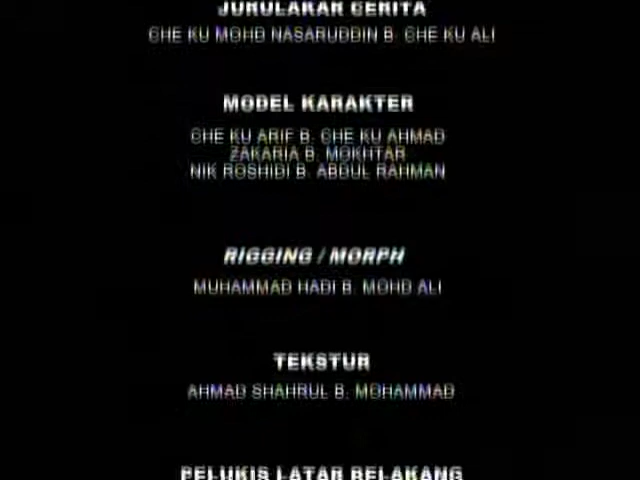 JURULAKAR CERITA
CHE KU MOHD NASARUDDIN B. CHE KU ALI
MODEL KARAKTER
CHE KU ARIF B. CHE KU AHMAD
ZAKARIA B. MOKHTAR
NIK ROSHIDI B. ABDUL RAHMAN
RIGGING / MORPH
MUHAMMAD HADI B. MOHD ALI
TEKSTUR
AHMAD SHAHRUL B. MOHAMMAD
PELUKIS LATAR BELAKANG